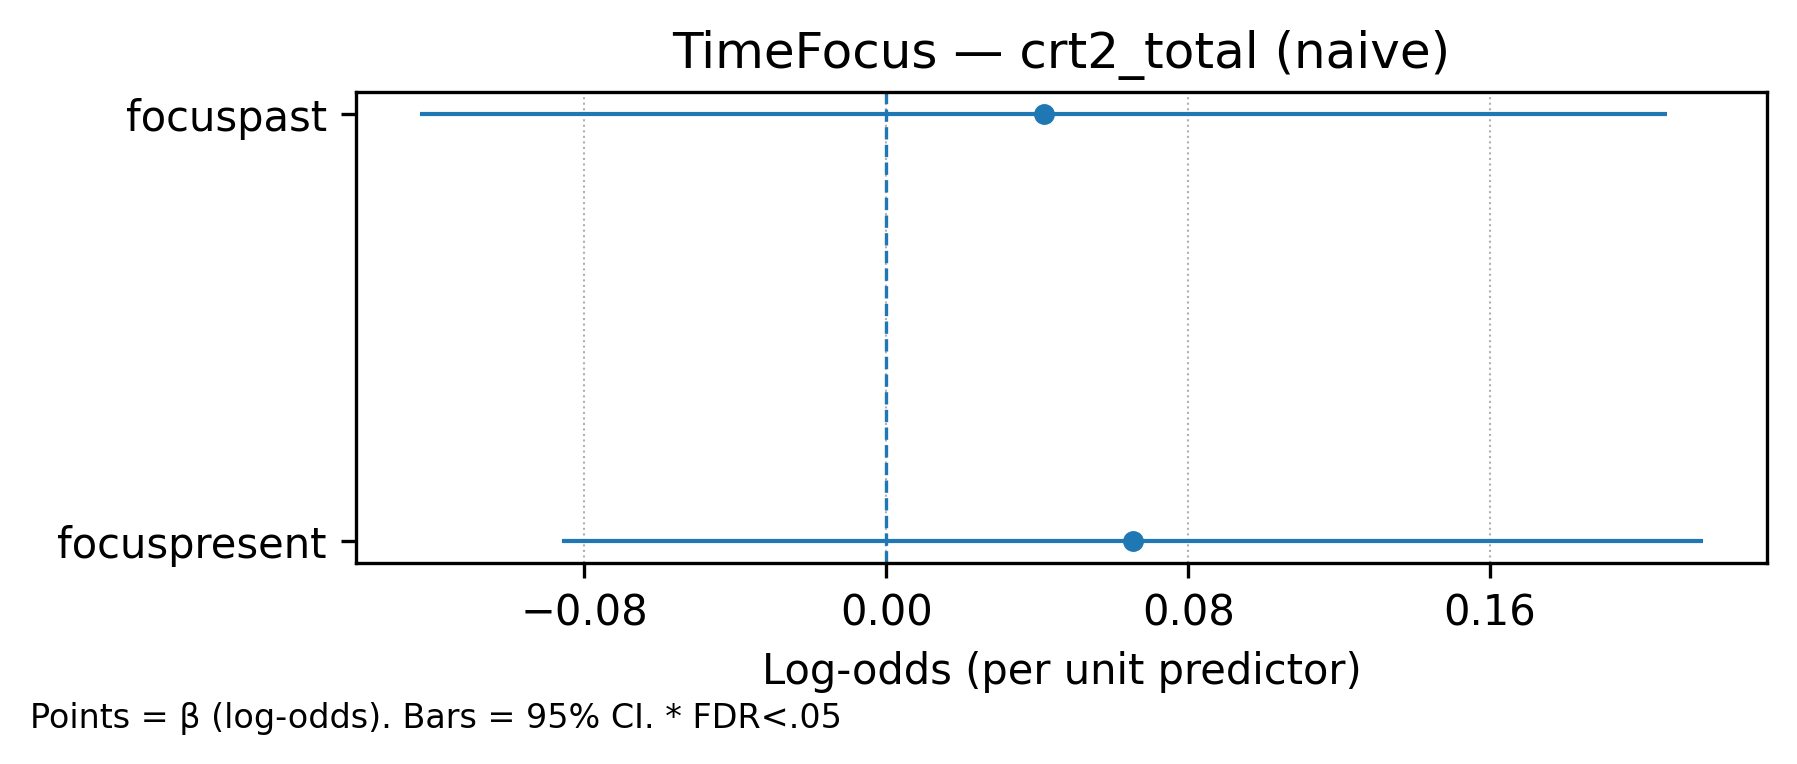 TimeFocus — crt2_total (naive)
focuspast
focuspresent
−0.08 0.00 0.08 0.16
Log-odds (per unit predictor)
Points = β (log-odds). Bars = 95% CI. * FDR<.05